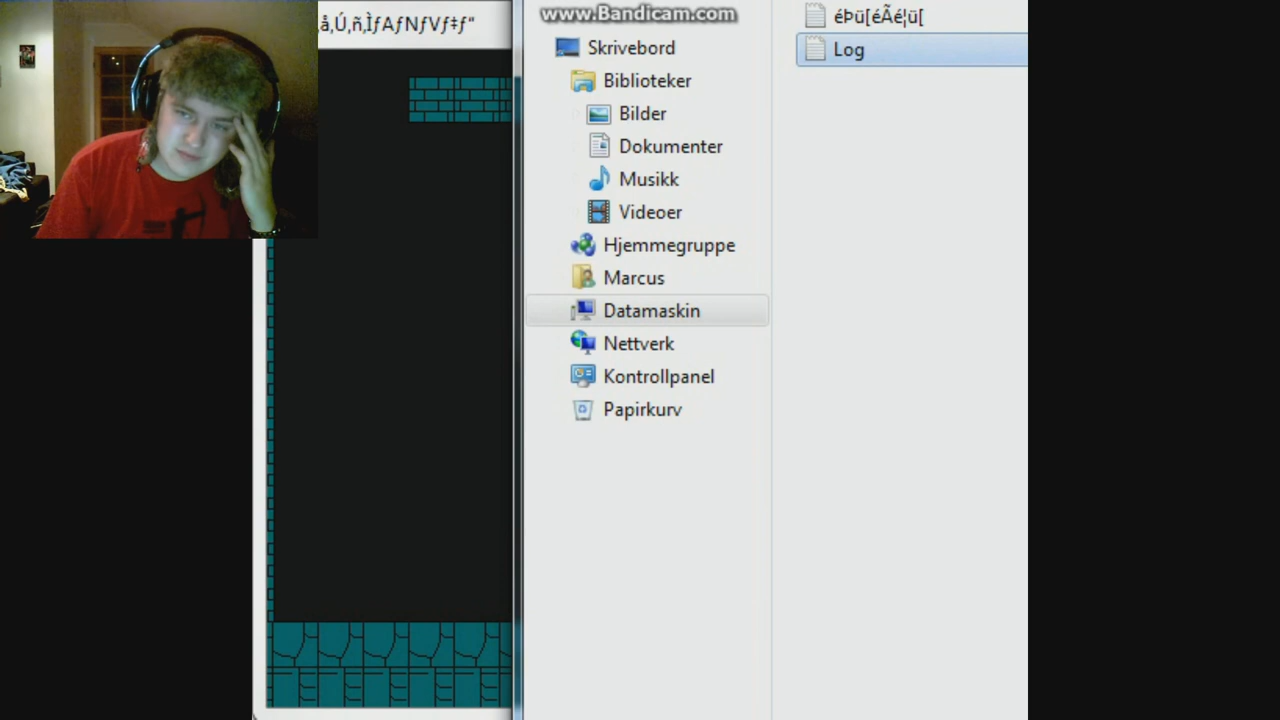 å‚Ú‚ñ‚ÌƒAƒNƒVƒ‡ƒ“
www.Bandicam.com
Skrivebord
Biblioteker
Bilder
Dokumenter
Musikk
Videoer
Hjemmegruppe
Marcus
Datamaskin
Nettverk
Kontrollpanel
Papirkurv
éÞü[éÃé¦ü[
Log